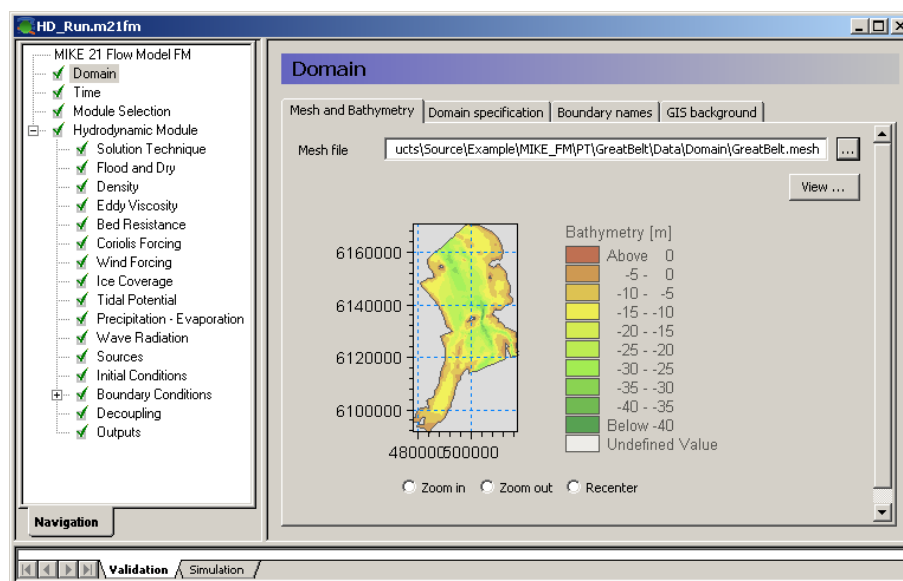 HD_Run.m21fm
MIKE 21 Flow Model FM
Domain
Time
Module Selection
Hydrodynamic Module
Solution Technique
Flood and Dry
Density
Eddy Viscosity
Bed Resistance
Coriolis Forcing
Wind Forcing
Ice Coverage
Tidal Potential
Precipitation - Evaporation
Wave Radiation
Sources
Initial Conditions
Boundary Conditions
Decoupling
Outputs
Navigation
Domain
Mesh and Bathymetry Domain specification Boundary names GIS background
Mesh file ucts\Source\Example\MIKE_FM\PT\GreatBelt\Data\Domain\GreatBelt.mesh ...
View ...
6160000
6140000
6120000
6100000
480000 500000
Bathymetry [m]
Above 0
-5 - 0
-10 - -5
-15 - -10
-20 - -15
-25 - -20
-30 - -25
-35 - -30
-40 - -35
Below -40
Undefined Value
Zoom in Zoom out Recenter
Validation Simulation